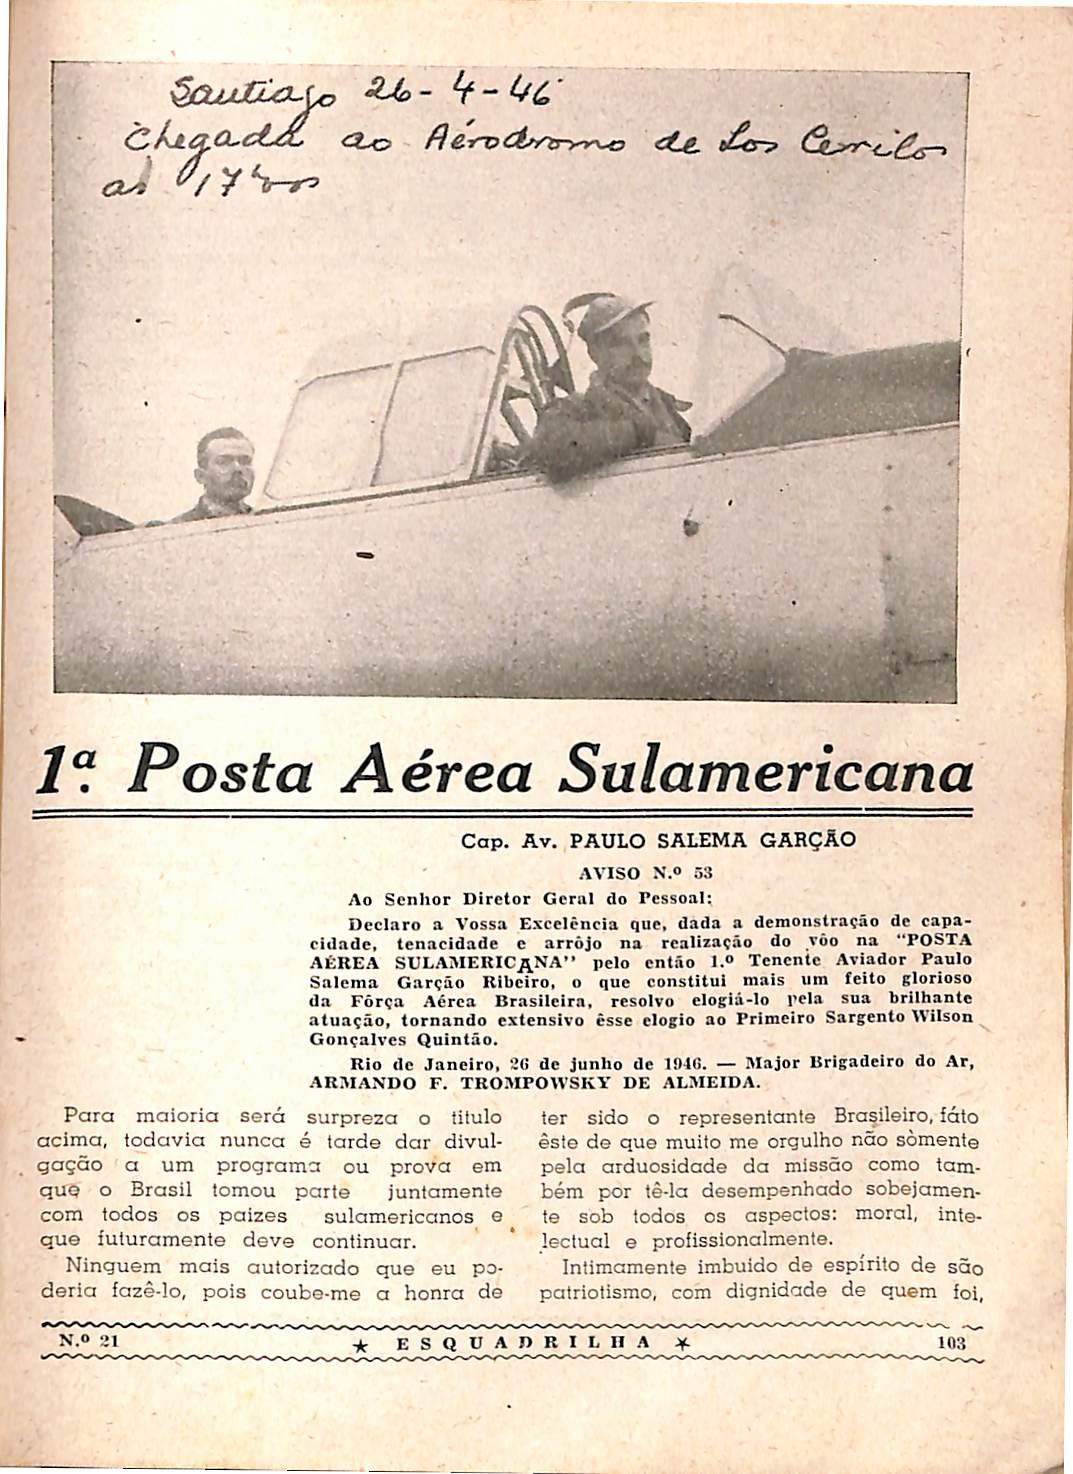 Santiago 26-4-46
Chegada ao Aérodromo de Los Cerrilos
as 17 horas
1ª. Posta Aérea Sulamericana
Cap. Av. PAULO SALEMA GARÇÃO
AVISO N.º 53
Ao Senhor Diretor Geral do Pessoal:
Declaro a Vossa Excelência que, dada a demonstração de capa-
cidade, tenacidade e arrôjo na realização do vôo na "POSTA
AÉREA SULAMERICANA" pelo então 1.º Tenente Aviador Paulo
Salema Garção Ribeiro, o que constitui mais um feito glorioso
da Fôrça Aérea Brasileira, resolvo elogiá-lo pela sua brilhante
atuação, tornando extensivo êsse elogio ao Primeiro Sargento Wilson
Gonçalves Quintão.
Rio de Janeiro, 26 de junho de 1946. — Major Brigadeiro do Ar,
ARMANDO F. TROMPOWSKY DE ALMEIDA.
Para maioria será surpreza o titulo
acima, todavia nunca é tarde dar divul-
gação a um programa ou prova em
que o Brasil tomou parte juntamente
com todos os paizes sulamericanos e
que futuramente deve continuar.
Ninguem mais autorizado que eu po-
deria fazê-lo, pois coube-me a honra de
ter sido o representante Brasileiro, fáto
êste de que muito me orgulho não sòmente
pela arduosidade da missão como tam-
bém por tê-la desempenhado sobejamen-
te sob todos os aspectos: moral, inte-
lectual e profissionalmente.
Intimamente imbuido de espírito de são
patriotismo, com dignidade de quem foi,
N.º 21 ★ ESQUADRILHA ★ 103